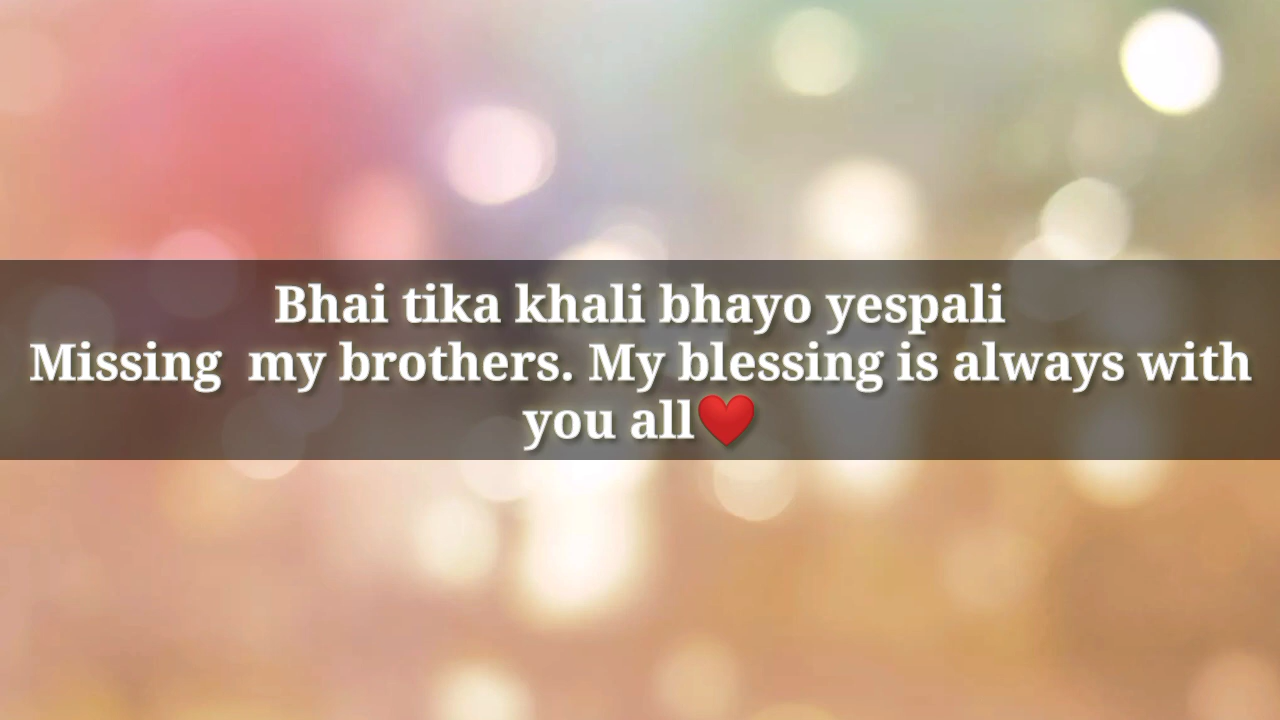 Bhai tika khali bhayo yespali
Missing  my brothers. My blessing is always with
you all❤️